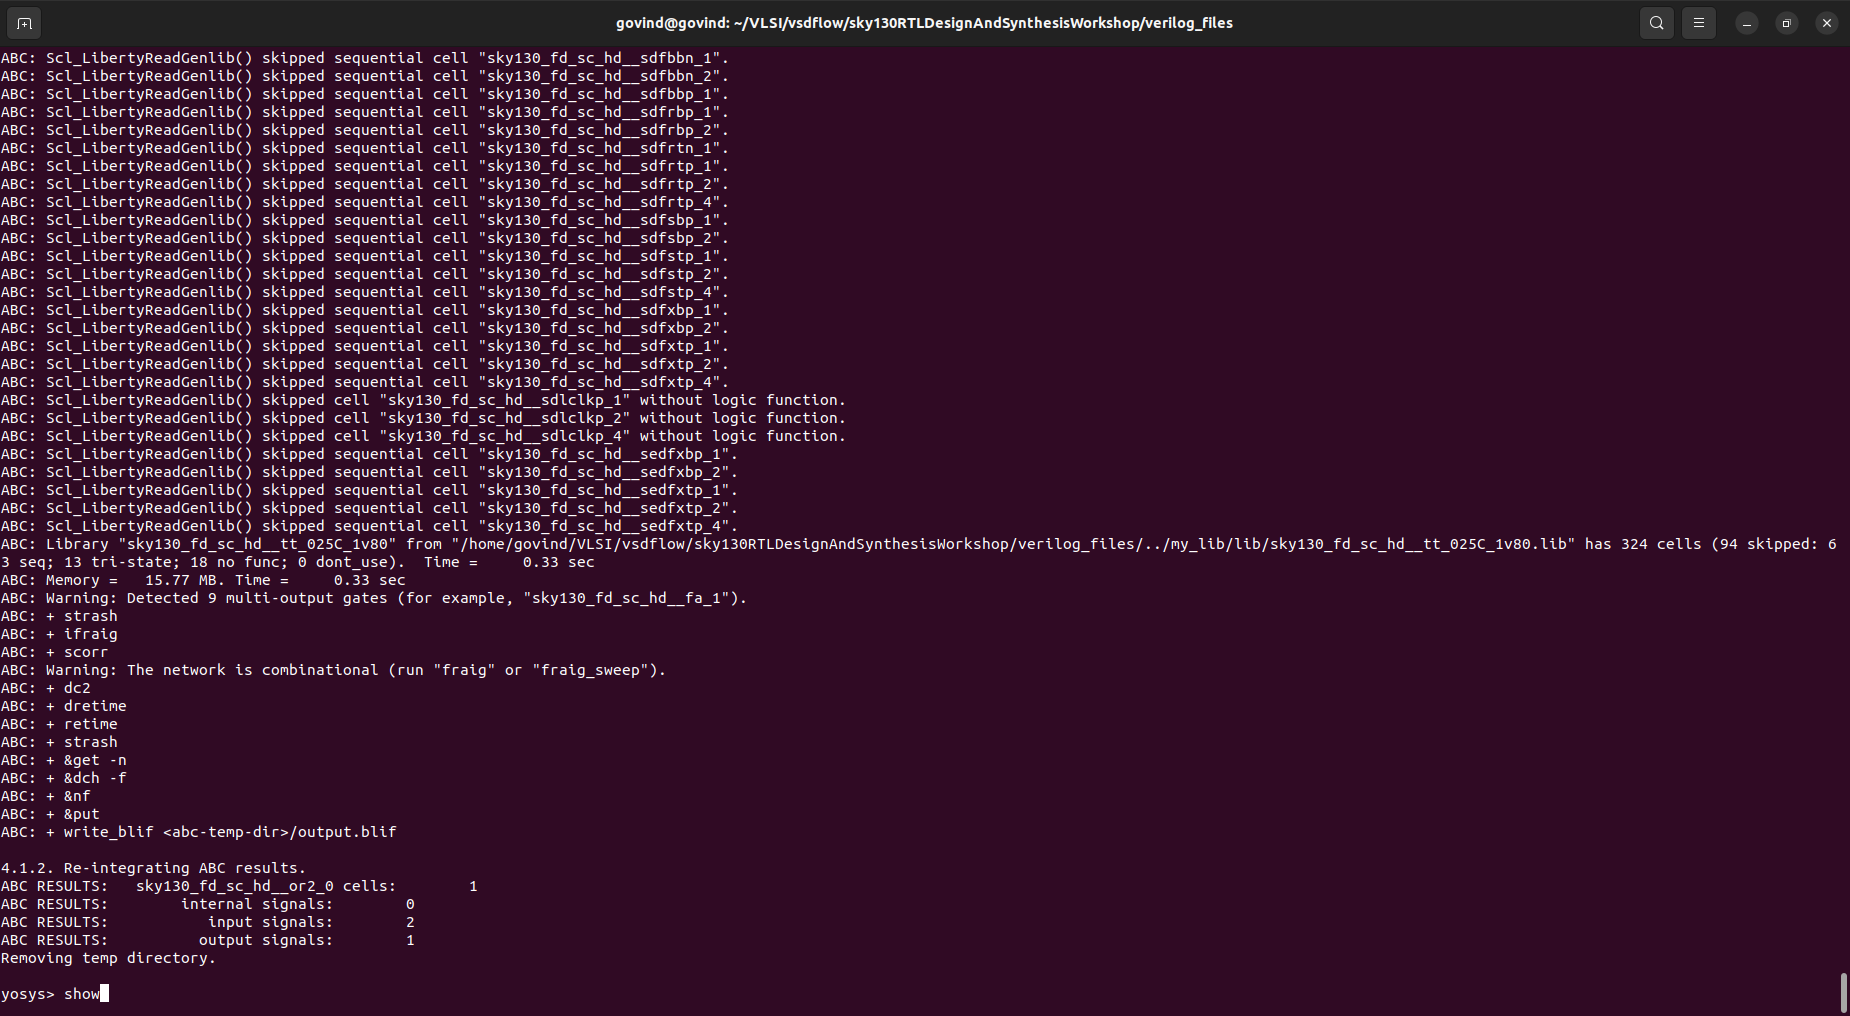 govind@govind: ~/VLSI/vsdflow/sky130RTLDesignAndSynthesisWorkshop/verilog_files
ABC: Scl_LibertyReadGenlib() skipped sequential cell "sky130_fd_sc_hd__sdfbbn_1".
ABC: Scl_LibertyReadGenlib() skipped sequential cell "sky130_fd_sc_hd__sdfbbn_2".
ABC: Scl_LibertyReadGenlib() skipped sequential cell "sky130_fd_sc_hd__sdfbbp_1".
ABC: Scl_LibertyReadGenlib() skipped sequential cell "sky130_fd_sc_hd__sdfrbp_1".
ABC: Scl_LibertyReadGenlib() skipped sequential cell "sky130_fd_sc_hd__sdfrbp_2".
ABC: Scl_LibertyReadGenlib() skipped sequential cell "sky130_fd_sc_hd__sdfrtn_1".
ABC: Scl_LibertyReadGenlib() skipped sequential cell "sky130_fd_sc_hd__sdfrtp_1".
ABC: Scl_LibertyReadGenlib() skipped sequential cell "sky130_fd_sc_hd__sdfrtp_2".
ABC: Scl_LibertyReadGenlib() skipped sequential cell "sky130_fd_sc_hd__sdfrtp_4".
ABC: Scl_LibertyReadGenlib() skipped sequential cell "sky130_fd_sc_hd__sdfsbp_1".
ABC: Scl_LibertyReadGenlib() skipped sequential cell "sky130_fd_sc_hd__sdfsbp_2".
ABC: Scl_LibertyReadGenlib() skipped sequential cell "sky130_fd_sc_hd__sdfstp_1".
ABC: Scl_LibertyReadGenlib() skipped sequential cell "sky130_fd_sc_hd__sdfstp_2".
ABC: Scl_LibertyReadGenlib() skipped sequential cell "sky130_fd_sc_hd__sdfstp_4".
ABC: Scl_LibertyReadGenlib() skipped sequential cell "sky130_fd_sc_hd__sdfxbp_1".
ABC: Scl_LibertyReadGenlib() skipped sequential cell "sky130_fd_sc_hd__sdfxbp_2".
ABC: Scl_LibertyReadGenlib() skipped sequential cell "sky130_fd_sc_hd__sdfxtp_1".
ABC: Scl_LibertyReadGenlib() skipped sequential cell "sky130_fd_sc_hd__sdfxtp_2".
ABC: Scl_LibertyReadGenlib() skipped sequential cell "sky130_fd_sc_hd__sdfxtp_4".
ABC: Scl_LibertyReadGenlib() skipped cell "sky130_fd_sc_hd__sdlclkp_1" without logic function.
ABC: Scl_LibertyReadGenlib() skipped cell "sky130_fd_sc_hd__sdlclkp_2" without logic function.
ABC: Scl_LibertyReadGenlib() skipped cell "sky130_fd_sc_hd__sdlclkp_4" without logic function.
ABC: Scl_LibertyReadGenlib() skipped sequential cell "sky130_fd_sc_hd__sedfxbp_1".
ABC: Scl_LibertyReadGenlib() skipped sequential cell "sky130_fd_sc_hd__sedfxbp_2".
ABC: Scl_LibertyReadGenlib() skipped sequential cell "sky130_fd_sc_hd__sedfxtp_1".
ABC: Scl_LibertyReadGenlib() skipped sequential cell "sky130_fd_sc_hd__sedfxtp_2".
ABC: Scl_LibertyReadGenlib() skipped sequential cell "sky130_fd_sc_hd__sedfxtp_4".
ABC: Library "sky130_fd_sc_hd__tt_025C_1v80" from "/home/govind/VLSI/vsdflow/sky130RTLDesignAndSynthesisWorkshop/verilog_files/../my_lib/lib/sky130_fd_sc_hd__tt_025C_1v80.lib" has 324 cells (94 skipped: 6
3 seq; 13 tri-state; 18 no func; 0 dont_use).  Time =     0.33 sec
ABC: Memory =   15.77 MB. Time =     0.33 sec
ABC: Warning: Detected 9 multi-output gates (for example, "sky130_fd_sc_hd__fa_1").
ABC: + strash
ABC: + ifraig
ABC: + scorr
ABC: Warning: The network is combinational (run "fraig" or "fraig_sweep").
ABC: + dc2
ABC: + dretime
ABC: + retime
ABC: + strash
ABC: + &get -n
ABC: + &dch -f
ABC: + &nf
ABC: + &put
ABC: + write_blif <abc-temp-dir>/output.blif
4.1.2. Re-integrating ABC results.
ABC RESULTS:   sky130_fd_sc_hd__or2_0 cells:        1
ABC RESULTS:        internal signals:        0
ABC RESULTS:           input signals:        2
ABC RESULTS:          output signals:        1
Removing temp directory.
yosys> show